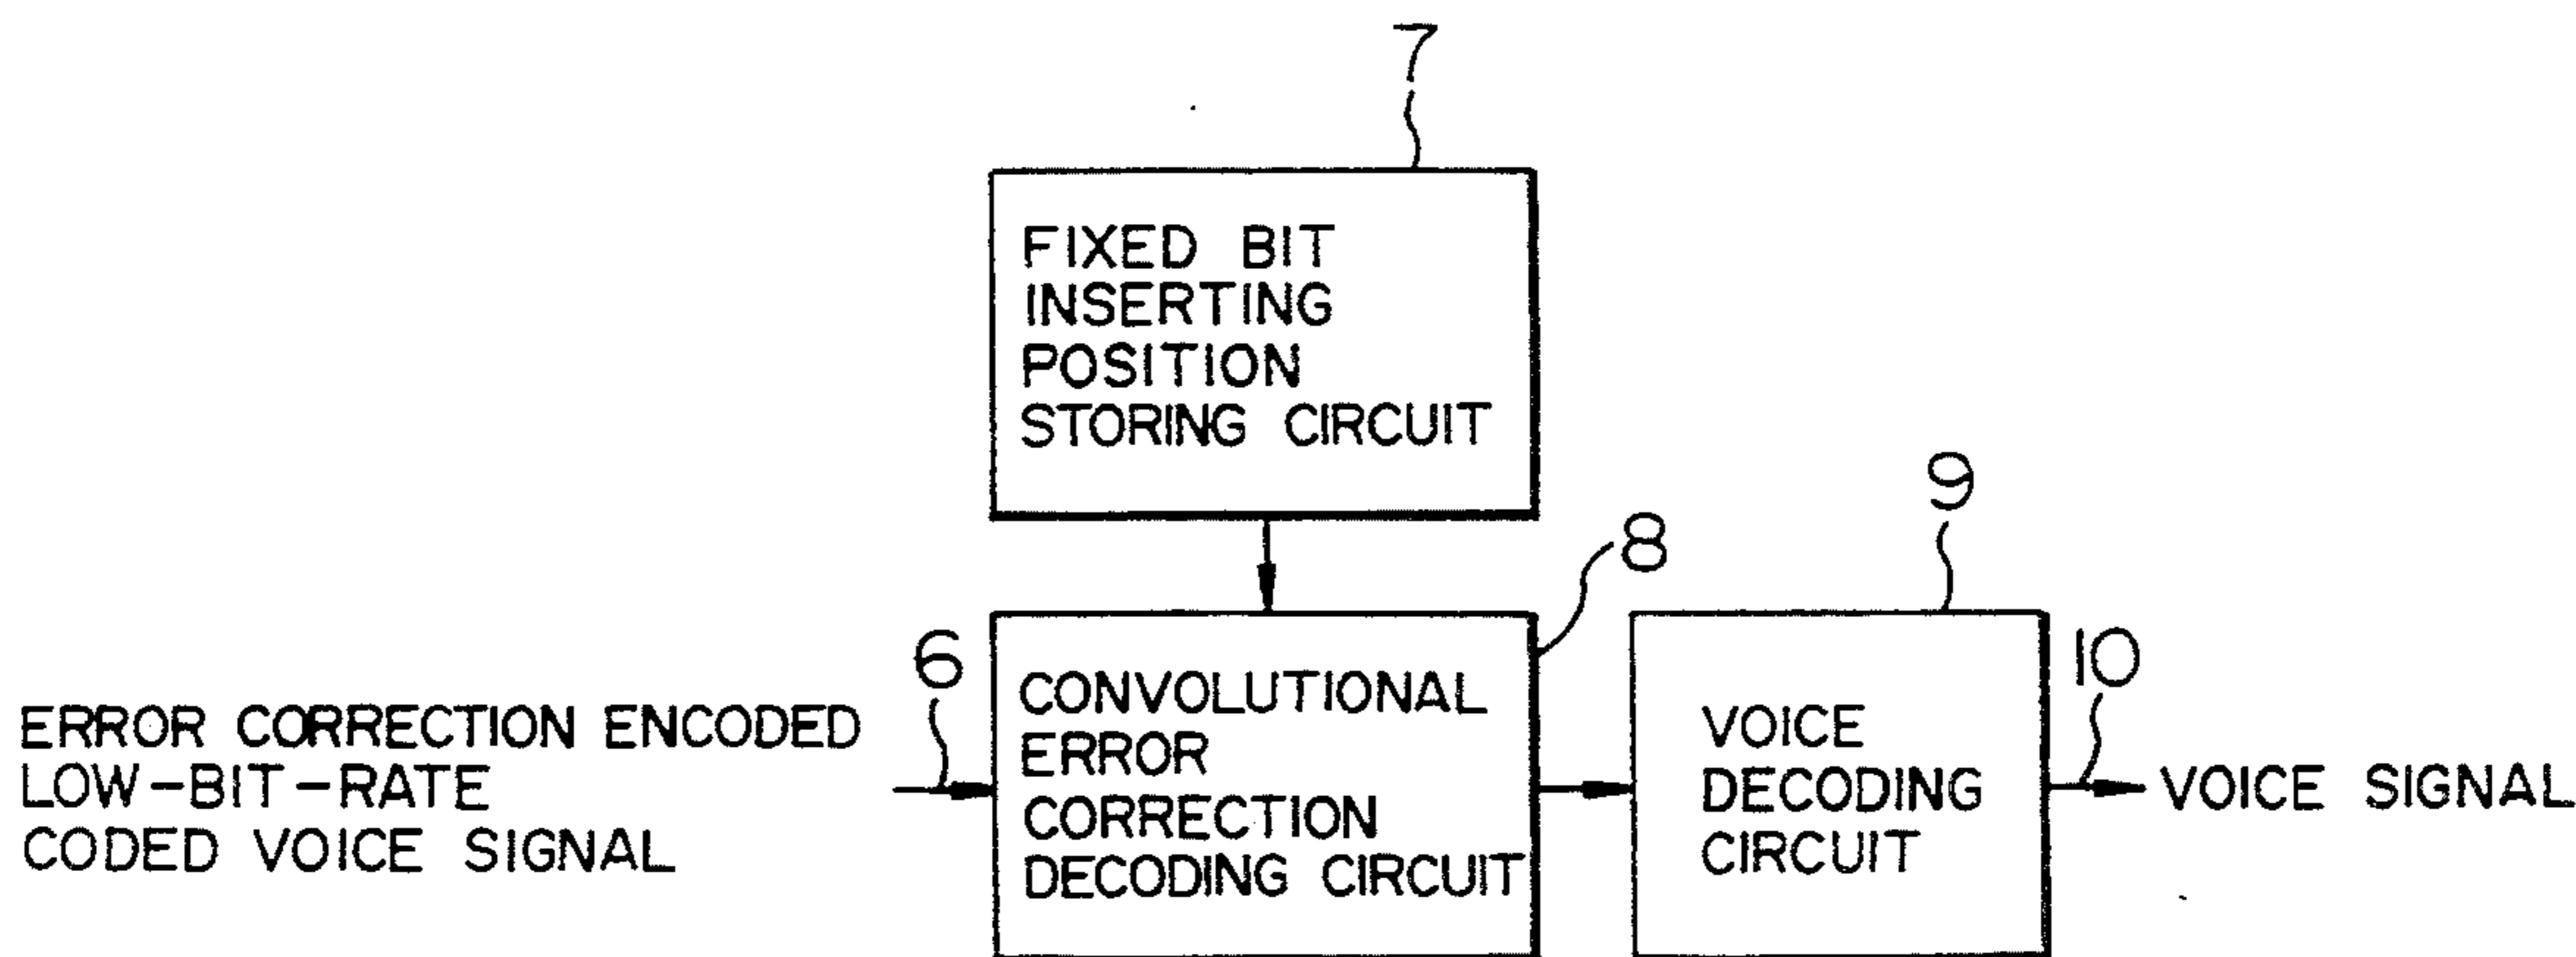 7
FIXED BIT
INSERTING
POSITION
STORING CIRCUIT
9
8
6
10
ERROR CORRECTION ENCODED
LOW-BIT-RATE
CODED VOICE SIGNAL
CONVOLUTIONAL
ERROR
CORRECTION
DECODING CIRCUIT
VOICE
DECODING
CIRCUIT
VOICE SIGNAL